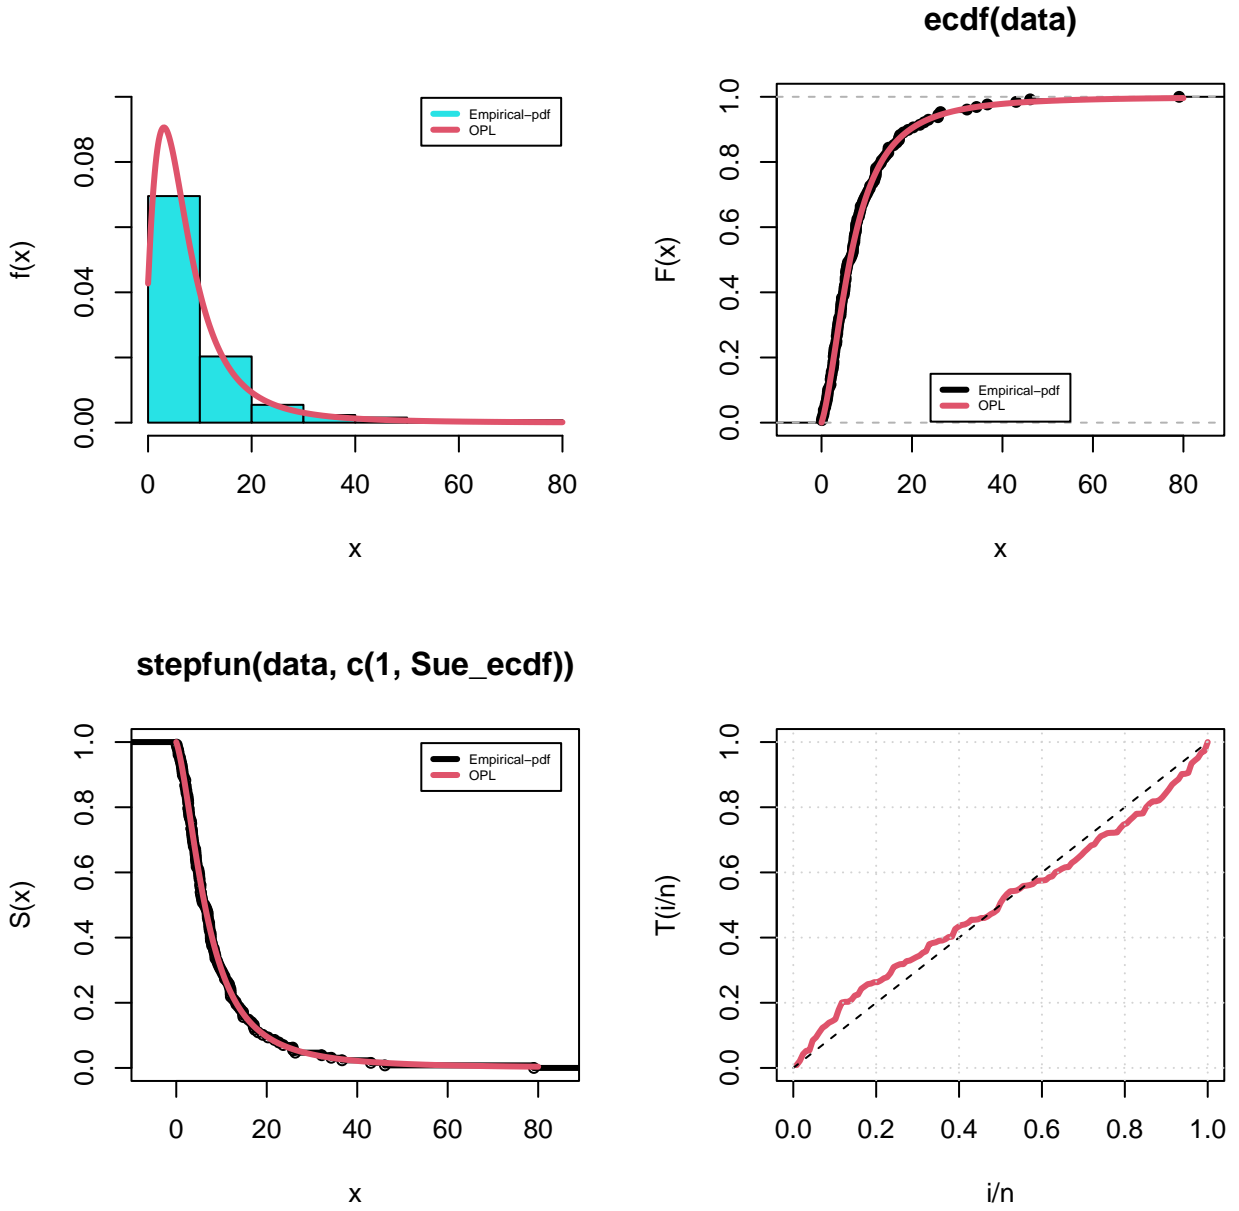 f(x)
0.00
0.04
0.08
0
20
40
60
80
x
Empirical–pdf
OPL
ecdf(data)
F(x)
0.0
0.2
0.4
0.6
0.8
1.0
0
20
40
60
80
x
Empirical–pdf
OPL
stepfun(data, c(1, Sue_ecdf))
S(x)
0.0
0.2
0.4
0.6
0.8
1.0
0
20
40
60
80
x
Empirical–pdf
OPL
T(i/n)
0.0
0.2
0.4
0.6
0.8
1.0
0.0
0.2
0.4
0.6
0.8
1.0
i/n